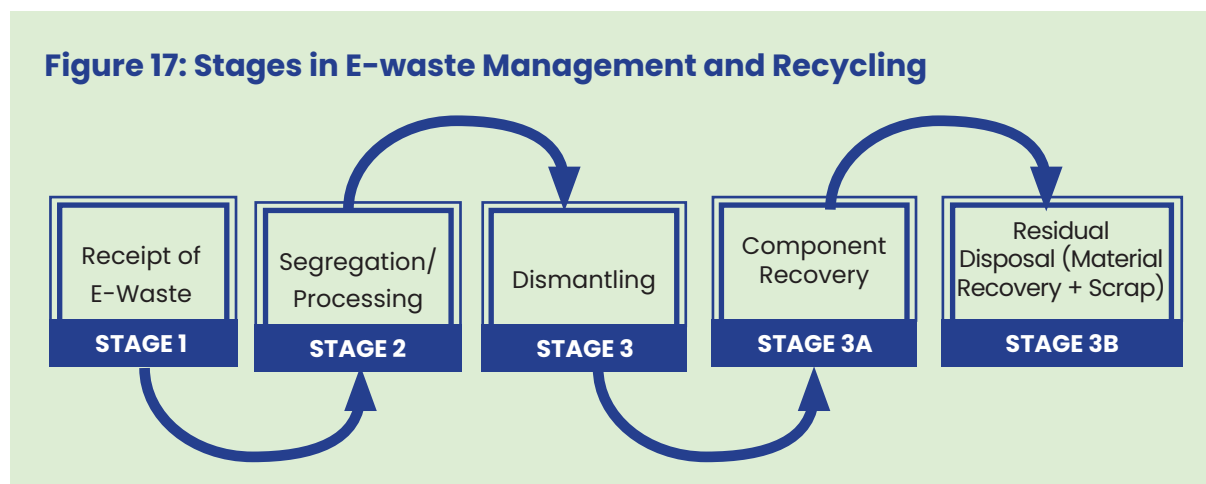 Figure 17: Stages in E-waste Management and Recycling
Receipt of
E-Waste
STAGE 1
Segregation/
Processing
STAGE 2
Dismantling
STAGE 3
Component
Recovery
STAGE 3A
Residual
Disposal (Material
Recovery + Scrap)
STAGE 3B